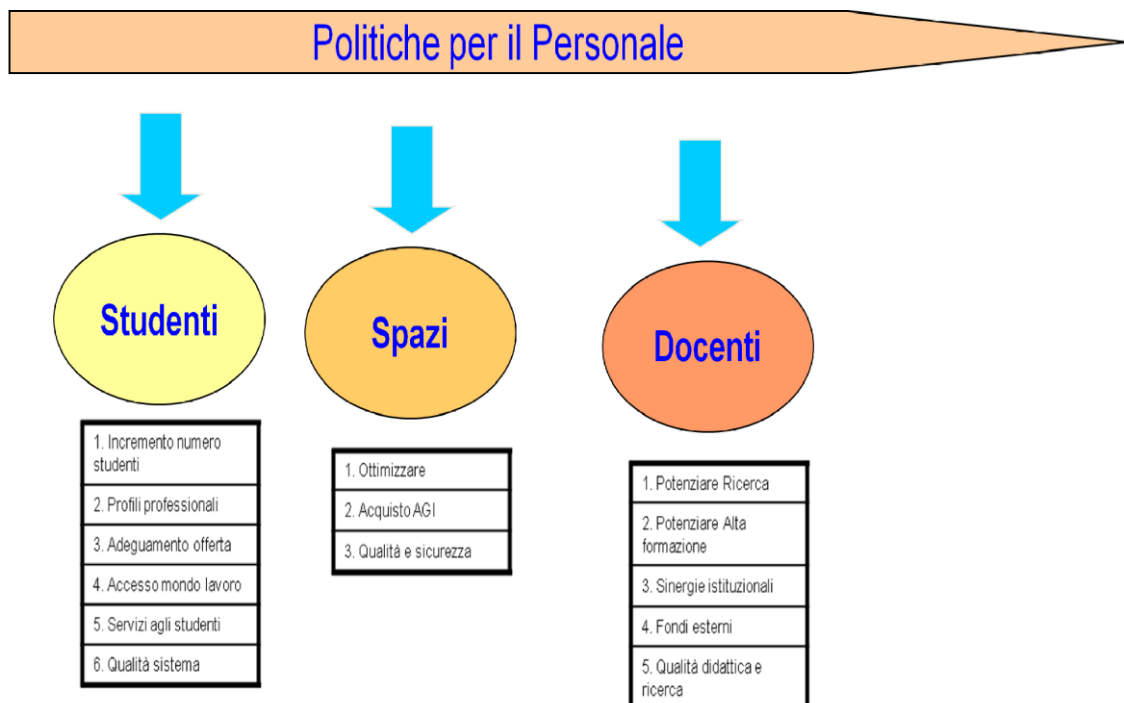 Politiche per il Personale
Studenti
Spazi
Docenti
1. Incremento numero
studenti
2. Profili professionali
3. Adeguamento offerta
4. Accesso mondo lavoro
5. Servizi agli studenti
6. Qualità sistema
1. Ottimizzare
2. Acquisto AGI
3. Qualità e sicurezza
1. Potenziare Ricerca
2. Potenziare Alta
formazione
3. Sinergie istituzionali
4. Fondi esterni
5. Qualità didattica e
ricerca